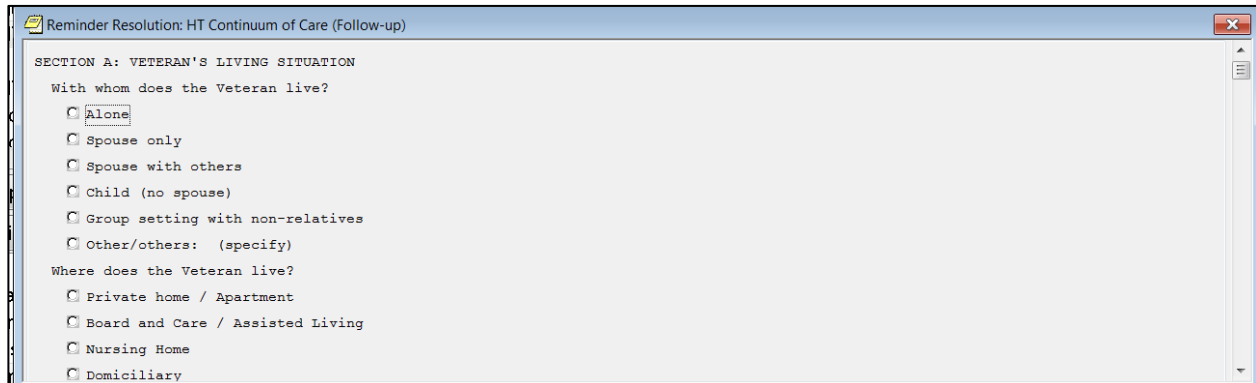 Reminder Resolution: HT Continuum of Care (Follow-up)
SECTION A: VETERAN'S LIVING SITUATION
With whom does the Veteran live?
Alone
Spouse only
Spouse with others
Child (no spouse)
Group setting with non-relatives
Other/others: (specify)
Where does the Veteran live?
Private home / Apartment
Board and Care / Assisted Living
Nursing Home
Domiciliary